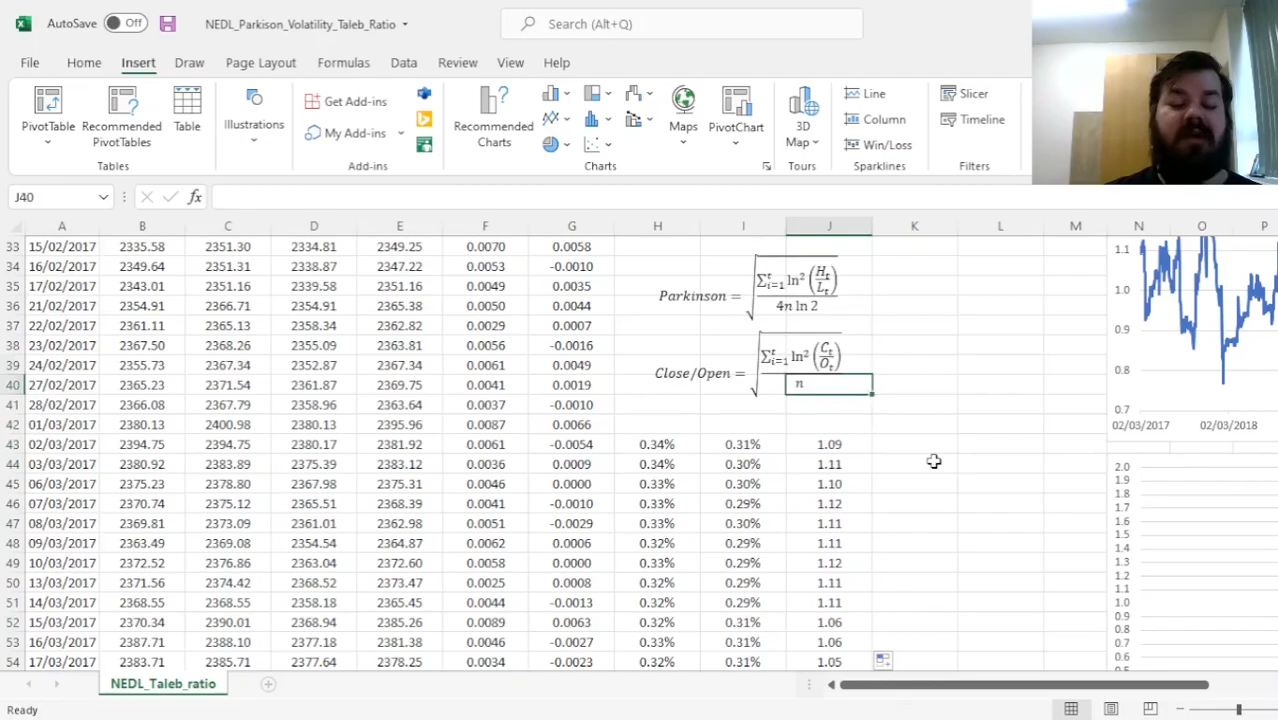 AutoSave Off NEDL_Parkison_Volatility_Taleb_Ratio Search (Alt+Q)
File Home Insert Draw Page Layout Formulas Data Review View Help
PivotTable Recommended PivotTables Table Illustrations Get Add-ins My Add-ins Recommended Charts Maps PivotChart 3D Map Line Column Win/Loss Slicer Timeline
Tables Add-ins Charts Tours Sparklines Filters
J40 fx
A B C D E F G H I J K L M N O P
33 15/02/2017 2335.58 2351.30 2334.81 2349.25 0.0070 0.0058
34 16/02/2017 2349.64 2351.31 2338.87 2347.22 0.0053 -0.0010
35 17/02/2017 2343.01 2351.16 2339.58 2351.16 0.0049 0.0035
36 21/02/2017 2354.91 2366.71 2354.91 2365.38 0.0050 0.0044
37 22/02/2017 2361.11 2365.13 2358.34 2362.82 0.0029 0.0007
38 23/02/2017 2367.50 2368.26 2355.09 2363.81 0.0056 -0.0016
39 24/02/2017 2355.73 2367.34 2352.87 2367.34 0.0061 0.0049
40 27/02/2017 2365.23 2371.54 2361.87 2369.75 0.0041 0.0019
41 28/02/2017 2366.08 2367.79 2358.96 2363.64 0.0037 -0.0010
42 01/03/2017 2380.13 2400.98 2380.13 2395.96 0.0087 0.0066
43 02/03/2017 2394.75 2394.75 2380.17 2381.92 0.0061 -0.0054 0.34% 0.31% 1.09
44 03/03/2017 2380.92 2383.89 2375.39 2383.12 0.0036 0.0009 0.34% 0.30% 1.11
45 06/03/2017 2375.23 2378.80 2367.98 2375.31 0.0046 0.0000 0.33% 0.30% 1.10
46 07/03/2017 2370.74 2375.12 2365.51 2368.39 0.0041 -0.0010 0.33% 0.29% 1.12
47 08/03/2017 2369.81 2373.09 2361.01 2362.98 0.0051 -0.0029 0.33% 0.30% 1.11
48 09/03/2017 2363.49 2369.08 2354.54 2364.87 0.0062 0.0006 0.32% 0.29% 1.11
49 10/03/2017 2372.52 2376.86 2363.04 2372.60 0.0058 0.0000 0.32% 0.29% 1.12
50 13/03/2017 2371.56 2374.42 2368.52 2373.47 0.0025 0.0008 0.32% 0.29% 1.11
51 14/03/2017 2368.55 2368.55 2358.18 2365.45 0.0044 -0.0013 0.32% 0.29% 1.11
52 15/03/2017 2370.34 2390.01 2368.94 2385.26 0.0089 0.0063 0.32% 0.31% 1.06
53 16/03/2017 2387.71 2388.10 2377.18 2381.38 0.0046 -0.0027 0.33% 0.31% 1.06
54 17/03/2017 2383.71 2385.71 2377.64 2378.25 0.0034 -0.0023 0.32% 0.31% 1.05
Parkinson = √(∑ᵗᵢ₌₁ ln² (Hₜ/Lₜ) / 4n ln 2)
Close/Open = √(∑ᵗᵢ₌₁ ln² (Cₜ/Oₜ) / n)
1.1
1.0
0.9
0.8
0.7
02/03/2017 02/03/2018
2.0
1.9
1.8
1.7
1.6
1.5
1.4
1.3
1.2
1.1
1.0
0.9
0.8
0.7
0.6
0.5
NEDL_Taleb_ratio
Ready